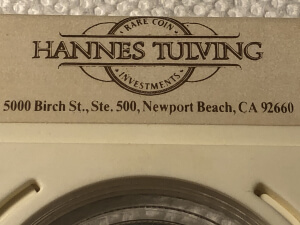 RARE COIN
HANNES TULVING
INVESTMENTS
5000 Birch St., Ste. 500, Newport Beach, CA 92660